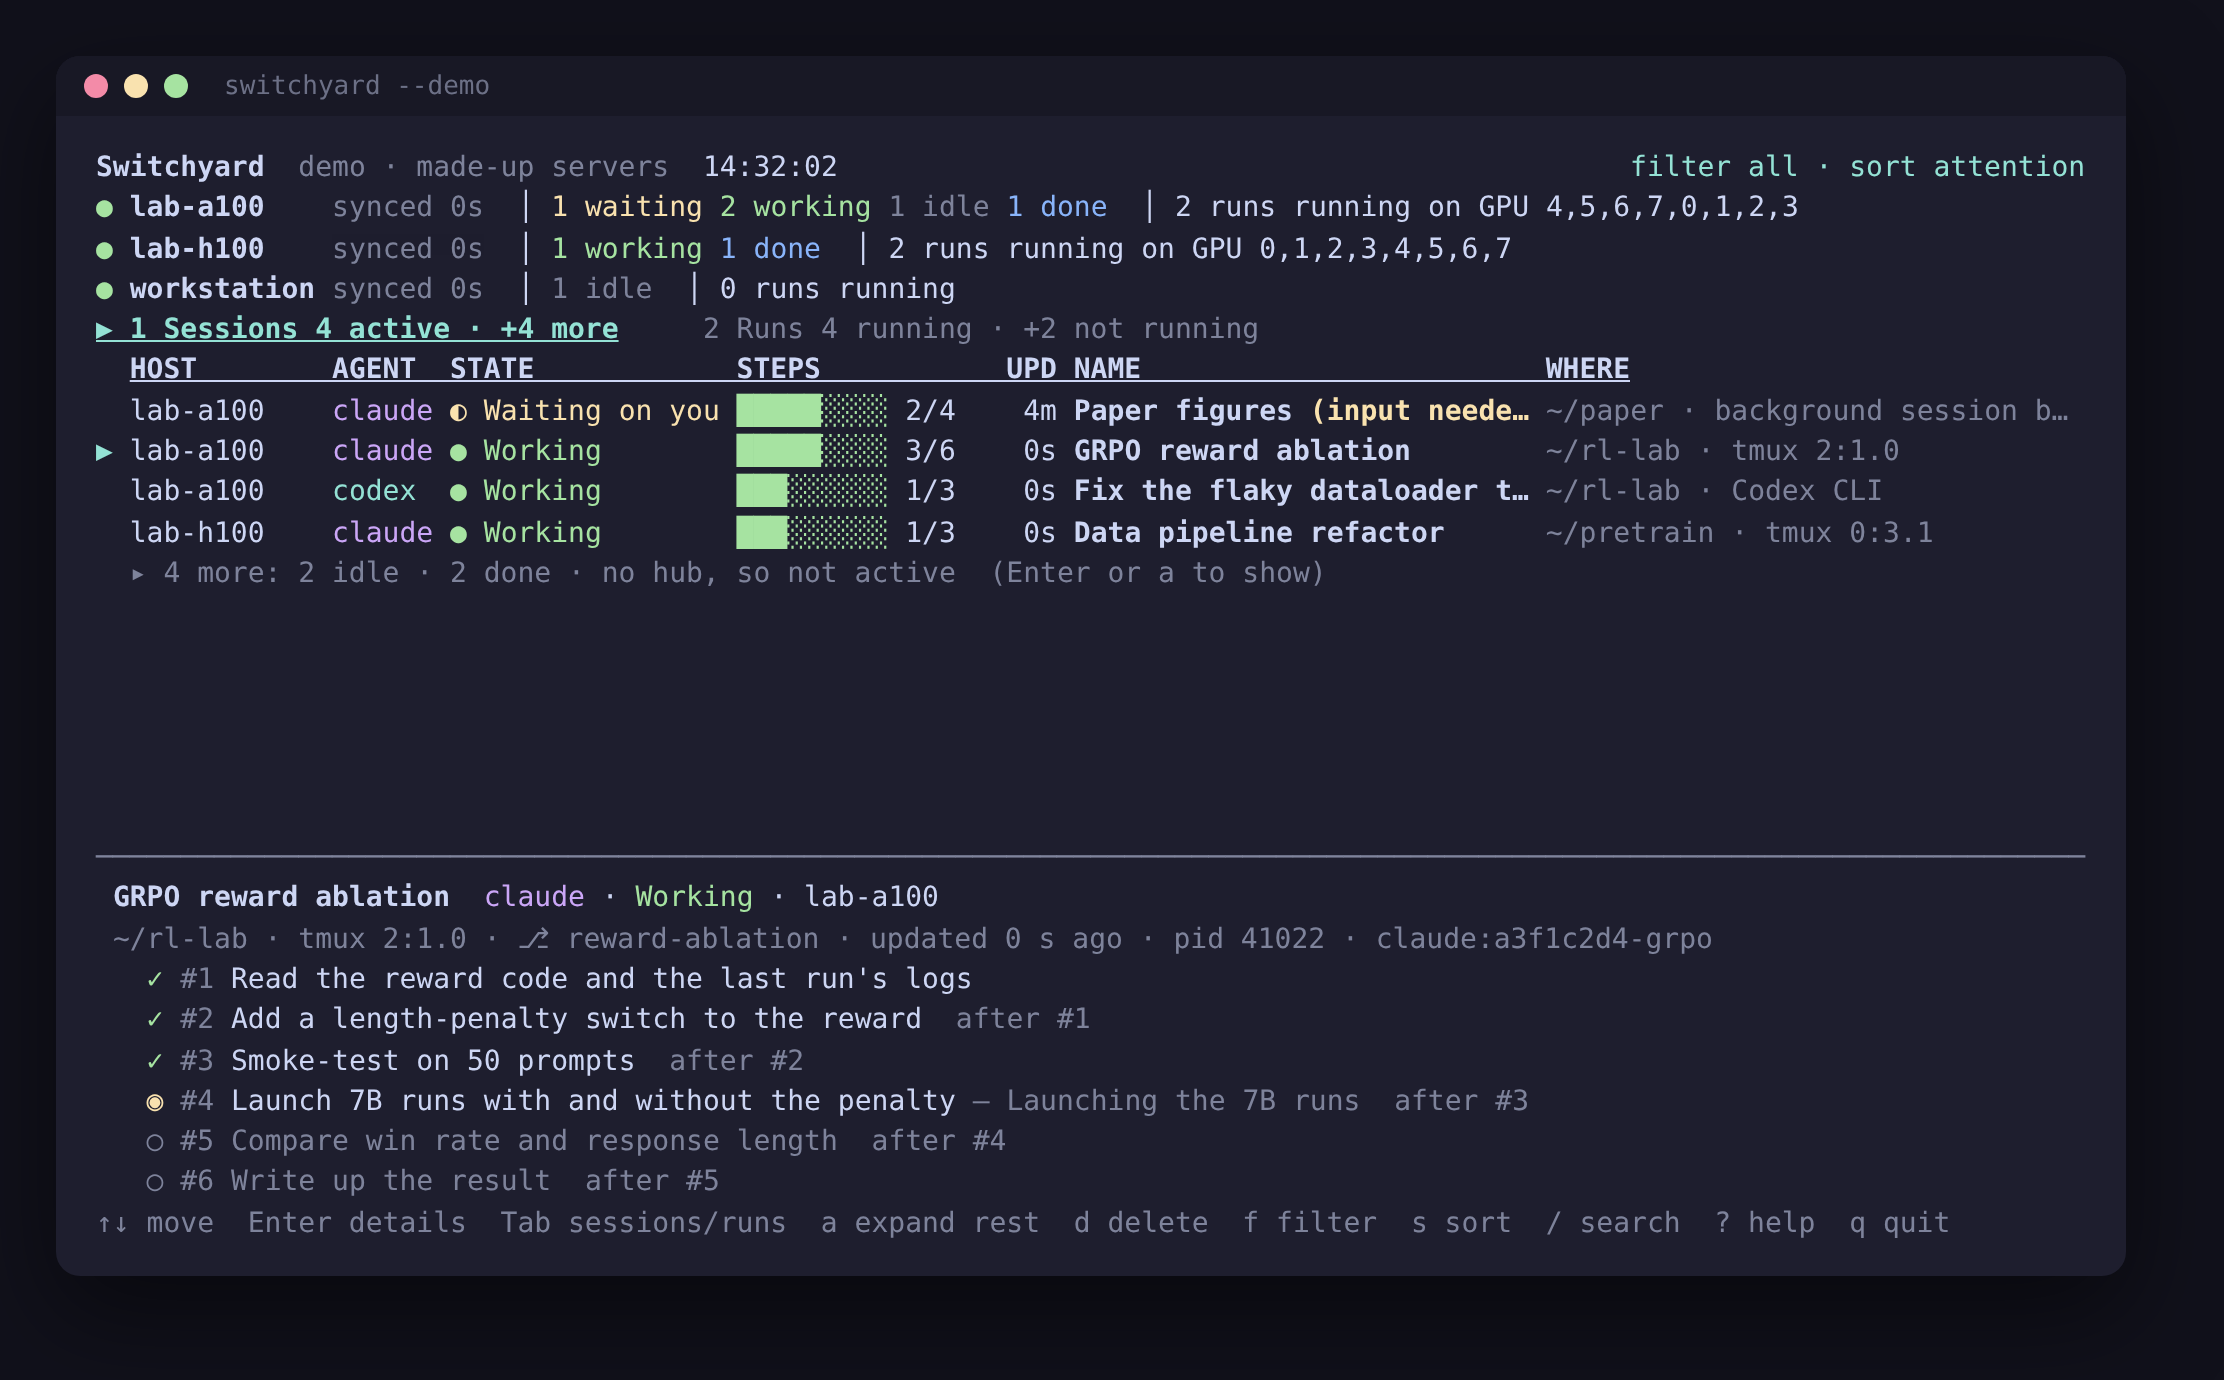 switchyard --demo
Switchyard  demo · made-up servers  14:32:02  filter all · sort attention
● lab-a100    synced 0s  │ 1 waiting 2 working 1 idle 1 done  │ 2 runs running on GPU 4,5,6,7,0,1,2,3
● lab-h100    synced 0s  │ 1 working 1 done  │ 2 runs running on GPU 0,1,2,3,4,5,6,7
● workstation synced 0s  │ 1 idle  │ 0 runs running
▶ 1 Sessions 4 active · +4 more     2 Runs 4 running · +2 not running
HOST        AGENT  STATE            STEPS           UPD NAME                        WHERE
lab-a100    claude ◐ Waiting on you █████░░░░ 2/4    4m Paper figures (input neede… ~/paper · background session b…
▶ lab-a100    claude ● Working        █████░░░░ 3/6    0s GRPO reward ablation        ~/rl-lab · tmux 2:1.0
lab-a100    codex  ● Working        ███░░░░░░ 1/3    0s Fix the flaky dataloader t… ~/rl-lab · Codex CLI
lab-h100    claude ● Working        ███░░░░░░ 1/3    0s Data pipeline refactor      ~/pretrain · tmux 0:3.1
▸ 4 more: 2 idle · 2 done · no hub, so not active  (Enter or a to show)
GRPO reward ablation  claude · Working · lab-a100
~/rl-lab · tmux 2:1.0 · ⎇ reward-ablation · updated 0 s ago · pid 41022 · claude:a3f1c2d4-grpo
✓ #1 Read the reward code and the last run's logs
✓ #2 Add a length-penalty switch to the reward  after #1
✓ #3 Smoke-test on 50 prompts  after #2
◉ #4 Launch 7B runs with and without the penalty — Launching the 7B runs  after #3
○ #5 Compare win rate and response length  after #4
○ #6 Write up the result  after #5
↑↓ move  Enter details  Tab sessions/runs  a expand rest  d delete  f filter  s sort  / search  ? help  q quit